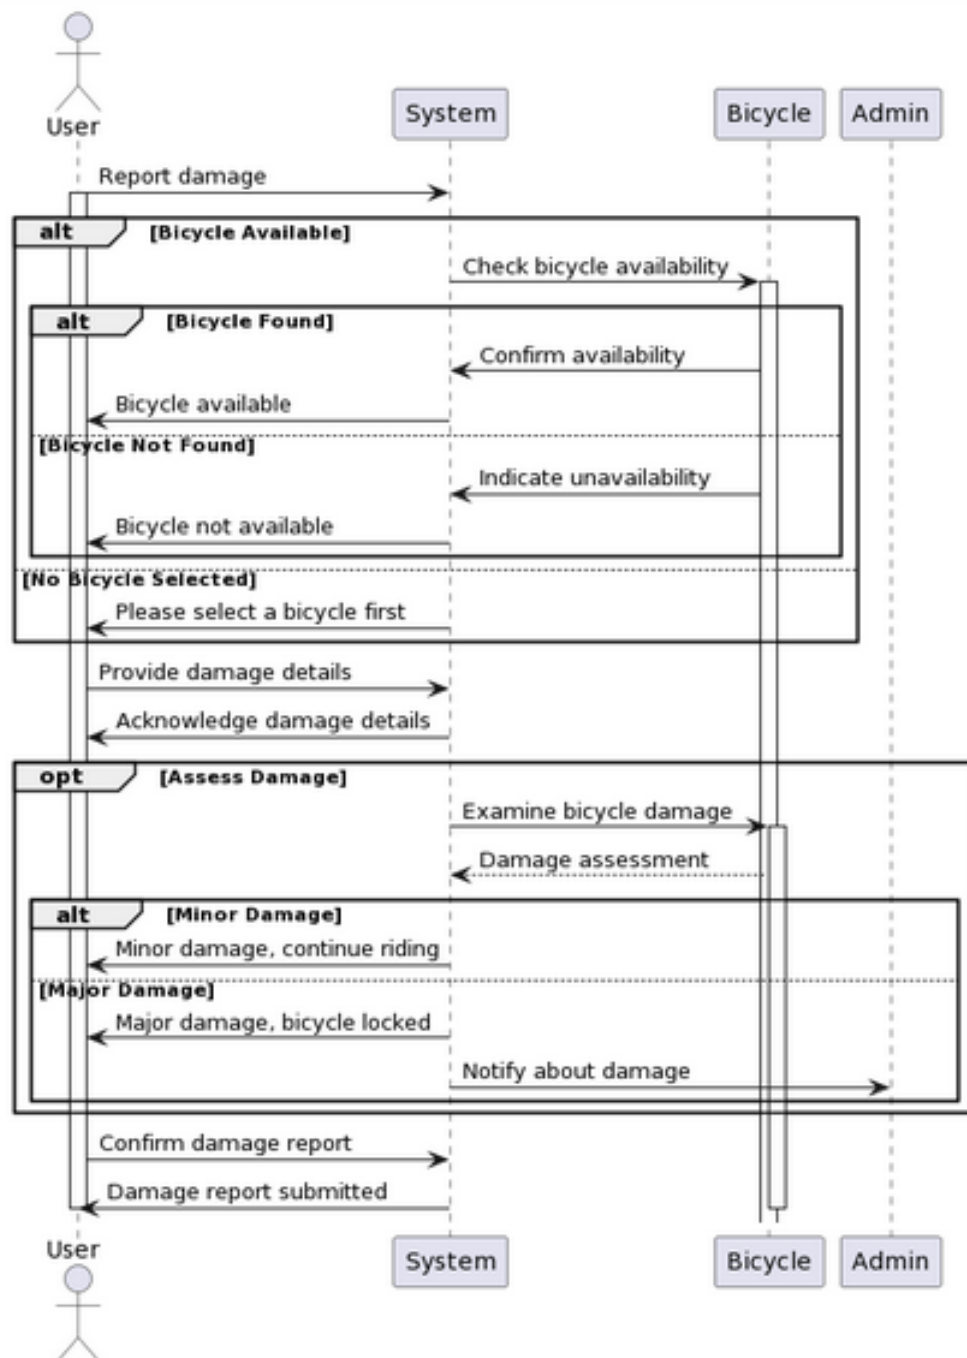 User
System
Bicycle
Admin
Report damage
alt [Bicycle Available]
Check bicycle availability
alt [Bicycle Found]
Confirm availability
Bicycle available
[Bicycle Not Found]
Indicate unavailability
Bicycle not available
[No Bicycle Selected]
Please select a bicycle first
Provide damage details
Acknowledge damage details
opt [Assess Damage]
Examine bicycle damage
Damage assessment
alt [Minor Damage]
Minor damage, continue riding
[Major Damage]
Major damage, bicycle locked
Notify about damage
Confirm damage report
Damage report submitted
User
System
Bicycle
Admin